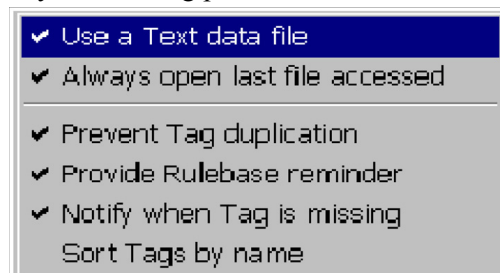 ✔ Use a Text data file
✔ Always open last file accessed
✔ Prevent Tag duplication
✔ Provide Rulebase reminder
✔ Notify when Tag is missing
Sort Tags by name